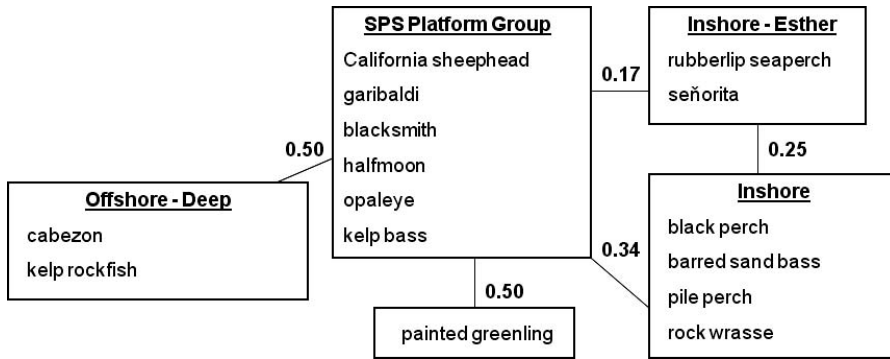 SPS Platform Group
California sheephead
garibaldi
blacksmith
halfmoon
opaleye
kelp bass
Inshore - Esther
rubberlip seaperch
seňorita
0.17
0.25
0.50
Offshore - Deep
cabezon
kelp rockfish
Inshore
black perch
barred sand bass
pile perch
rock wrasse
0.34
0.50
painted greenling